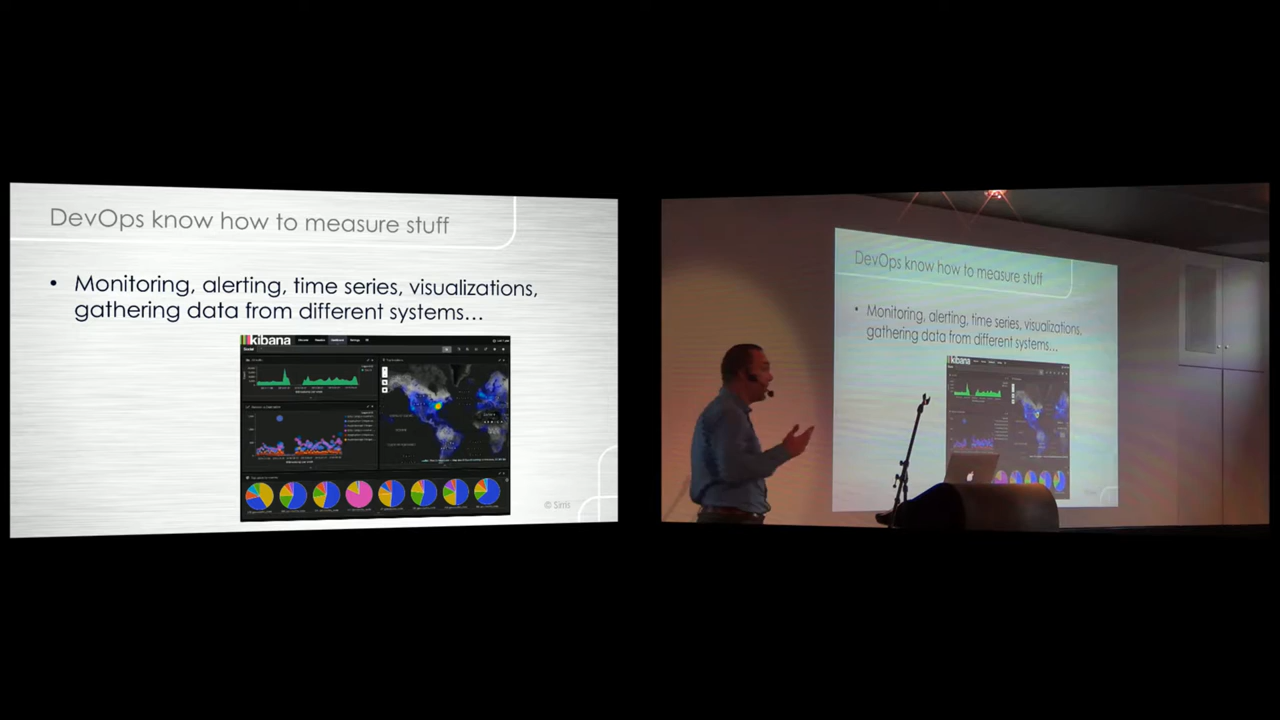 DevOps know how to measure stuff
• Monitoring, alerting, time series, visualizations,
gathering data from different systems...
kibana
© Sirris
DevOps know how to measure stuff
• Monitoring, alerting, time series, visualizations,
gathering data from different systems...
kibana